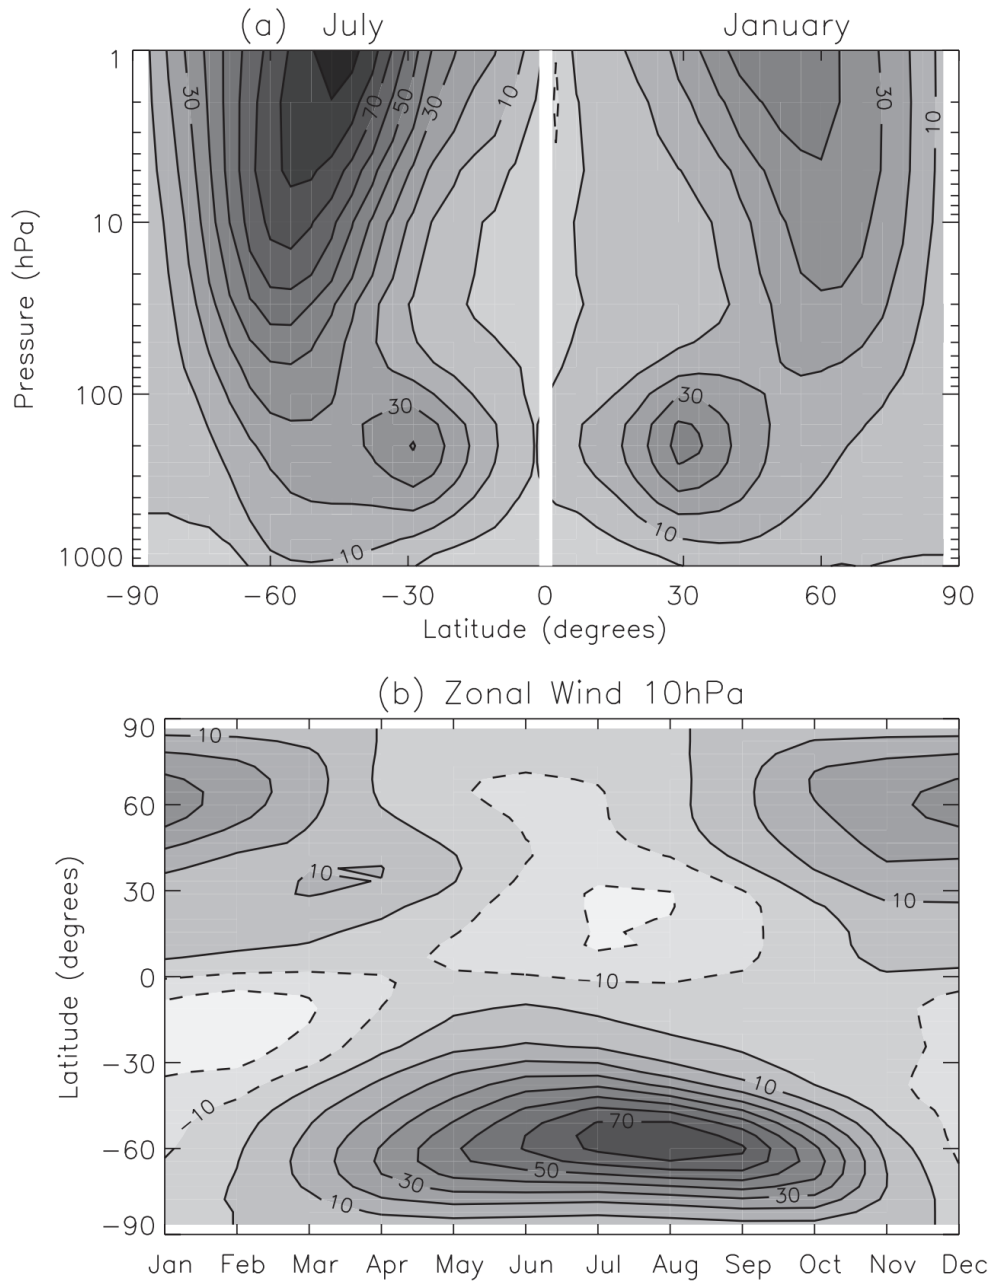 (a) July January
1
30 70 50 30 10 30 10
10
Pressure (hPa)
100
30 30
10 10
1000
−90 −60 −30 0 30 60 90
Latitude (degrees)
(b) Zonal Wind 10hPa
90
10
60
10
30
10
Latitude (degrees)
0
−10
−30
10
−10
70
−60
50
30 30
10
−90
Jan Feb Mar Apr May Jun Jul Aug Sep Oct Nov Dec